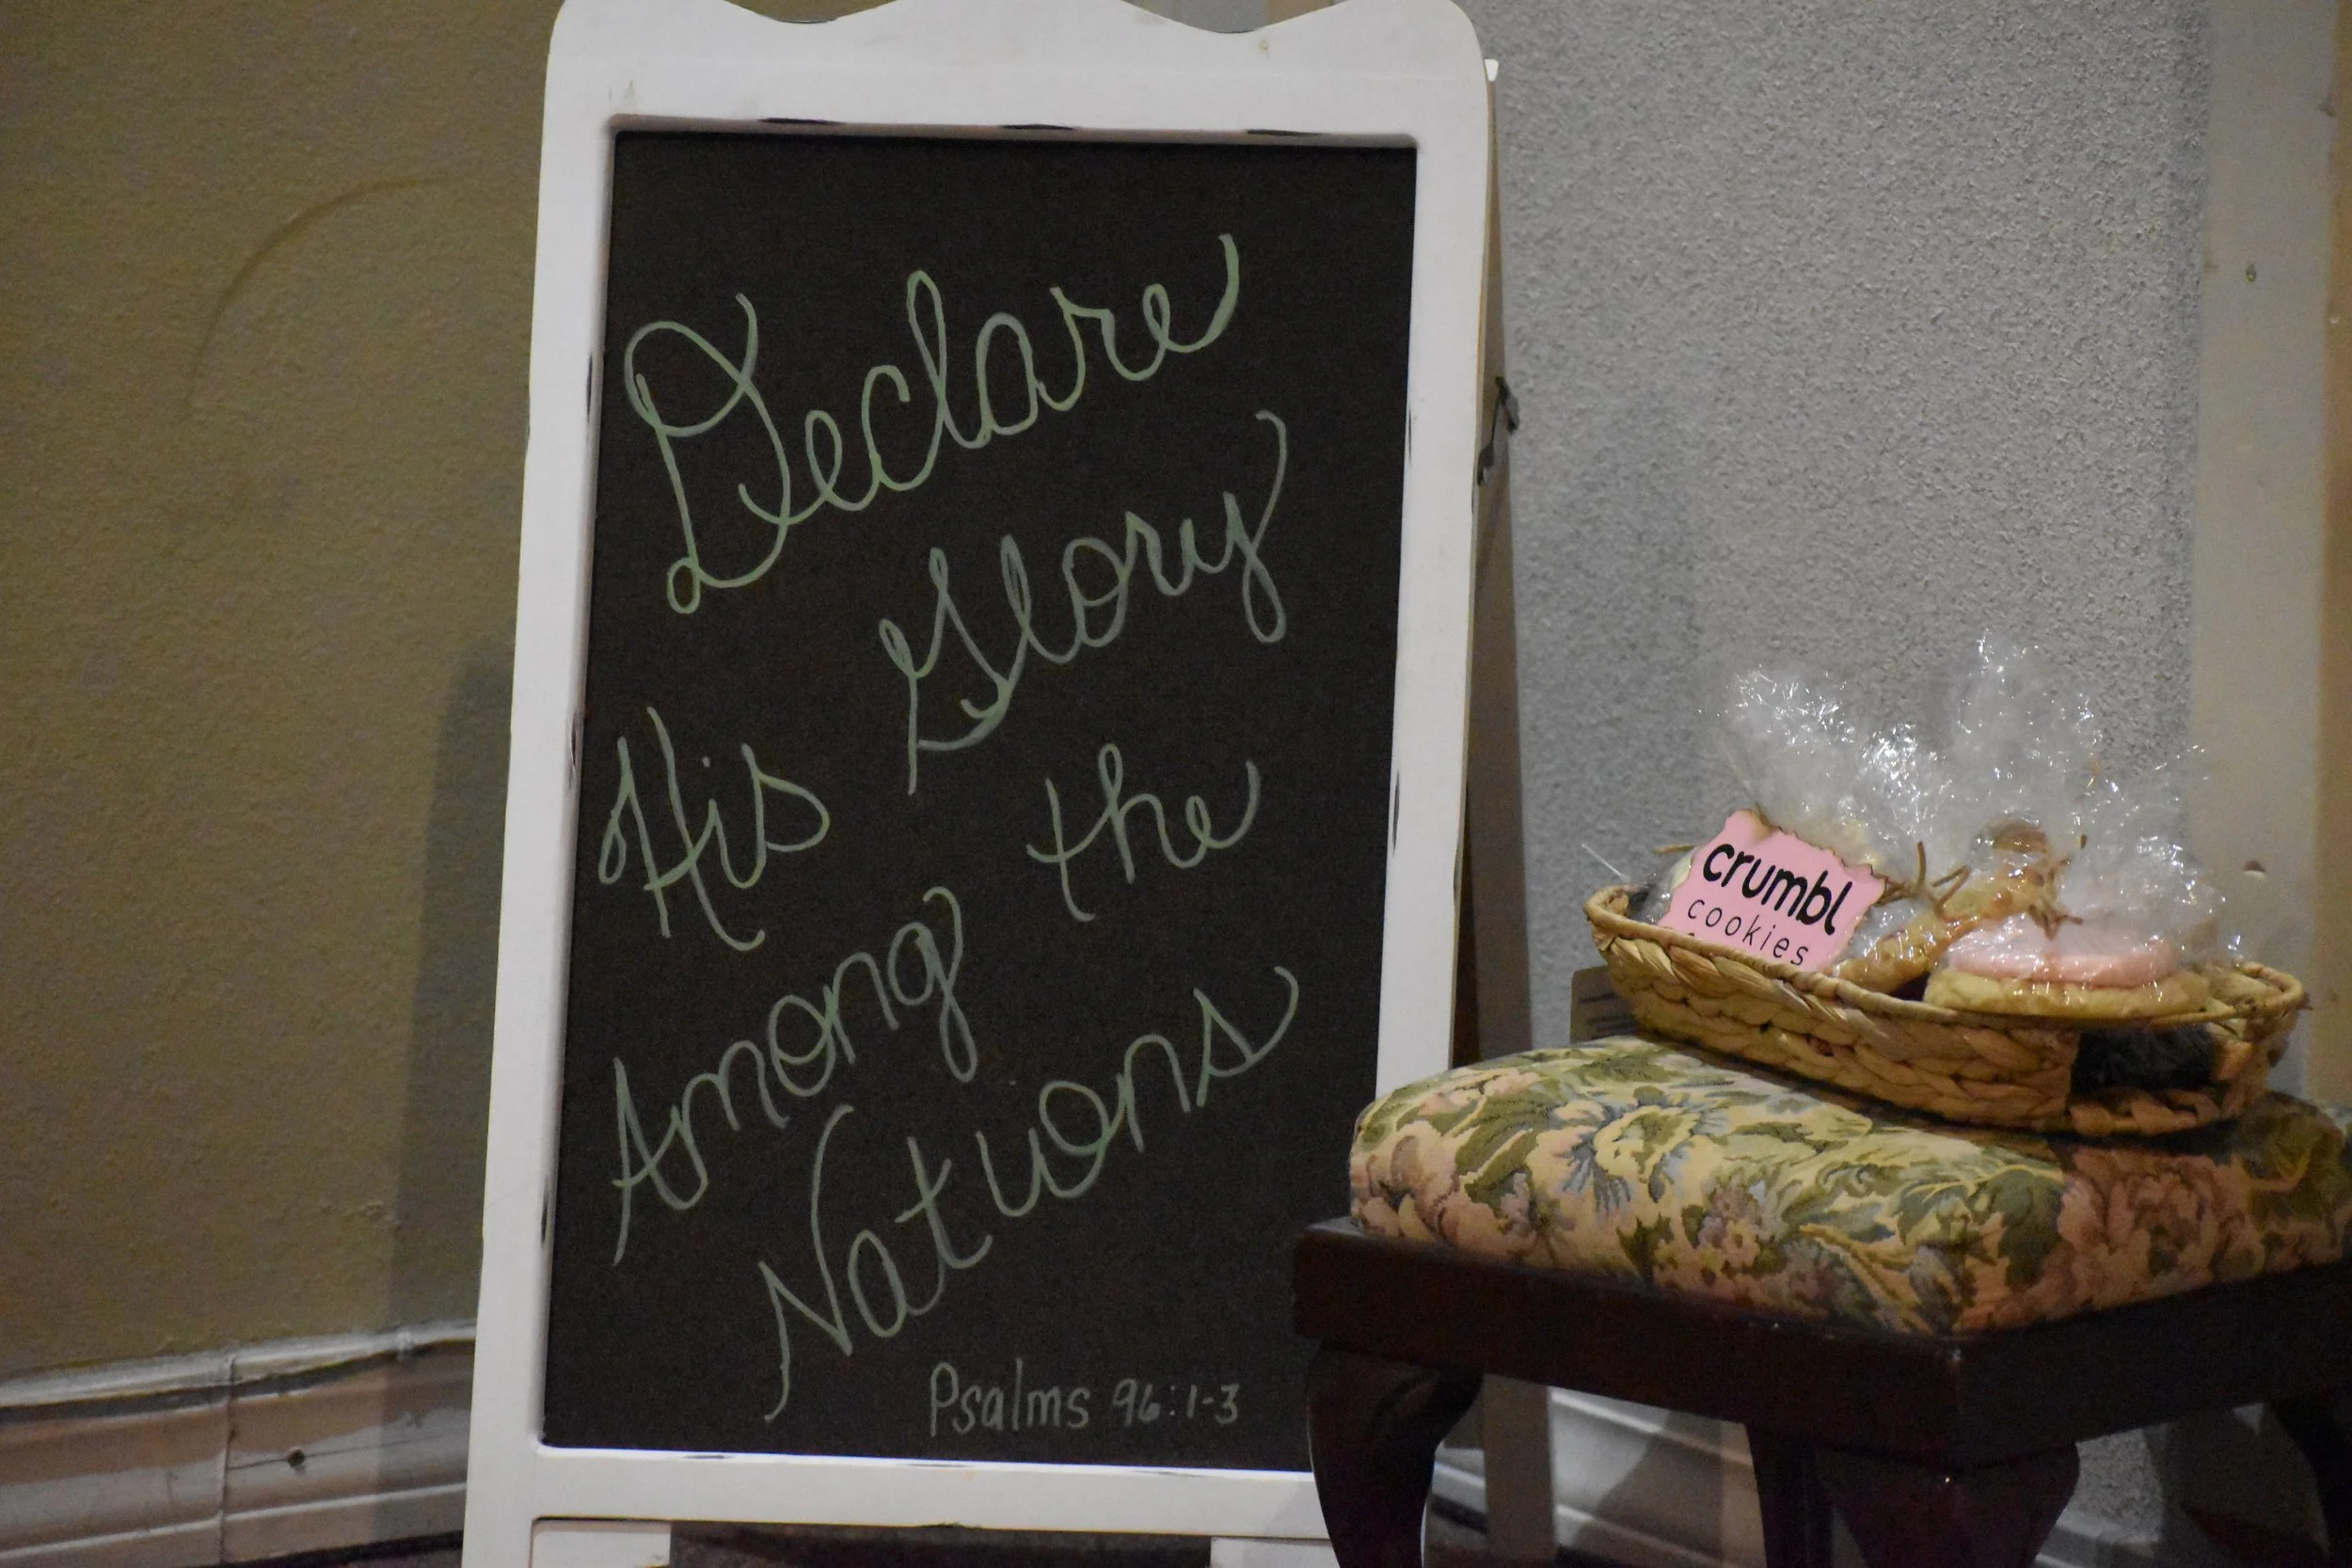 Declare
His Glory
Among the
Nations
Psalms 96:1-3
crumbl
cookies